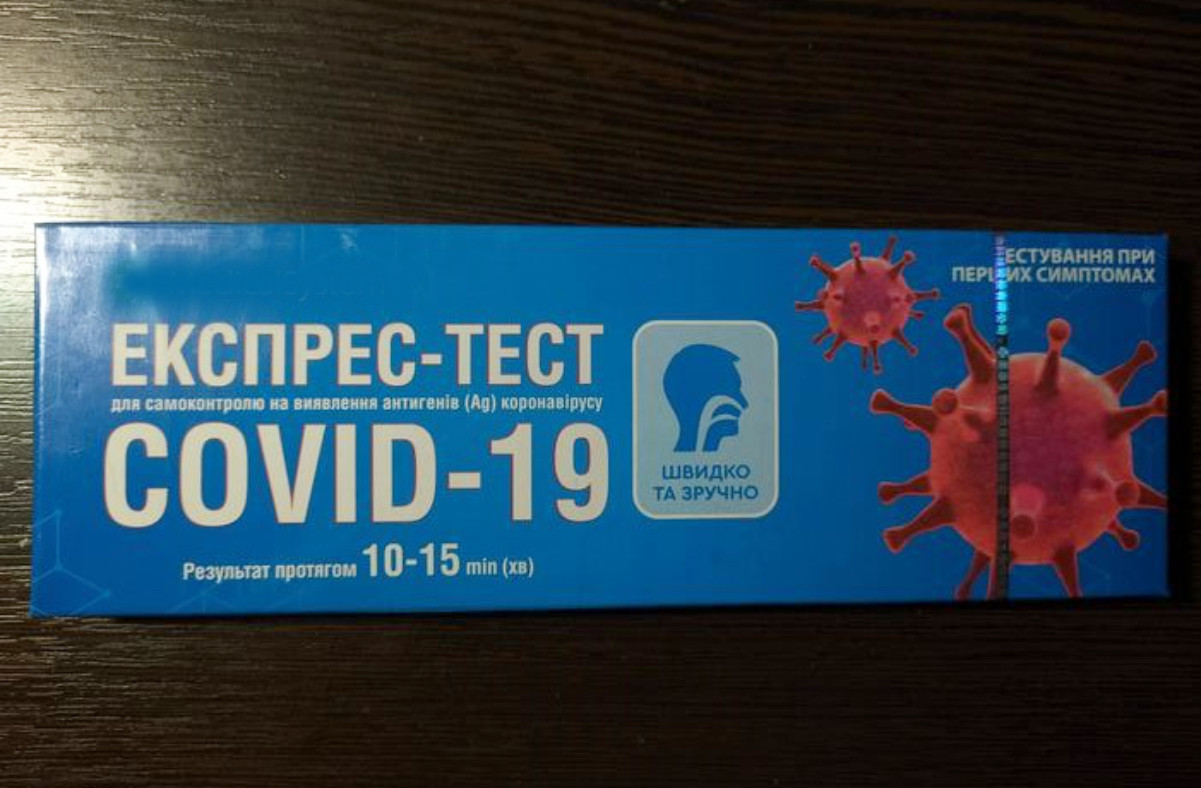 ЕКСПРЕС-ТЕСТ
для самоконтролю на виявлення антигенів (Ag) коронавірусу
COVID-19
Результат протягом 10-15 min (хв)
ШВИДКО
ТА ЗРУЧНО
ЕСТУВАННЯ ПРИ
ПЕРШИХ СИМПТОМАХ